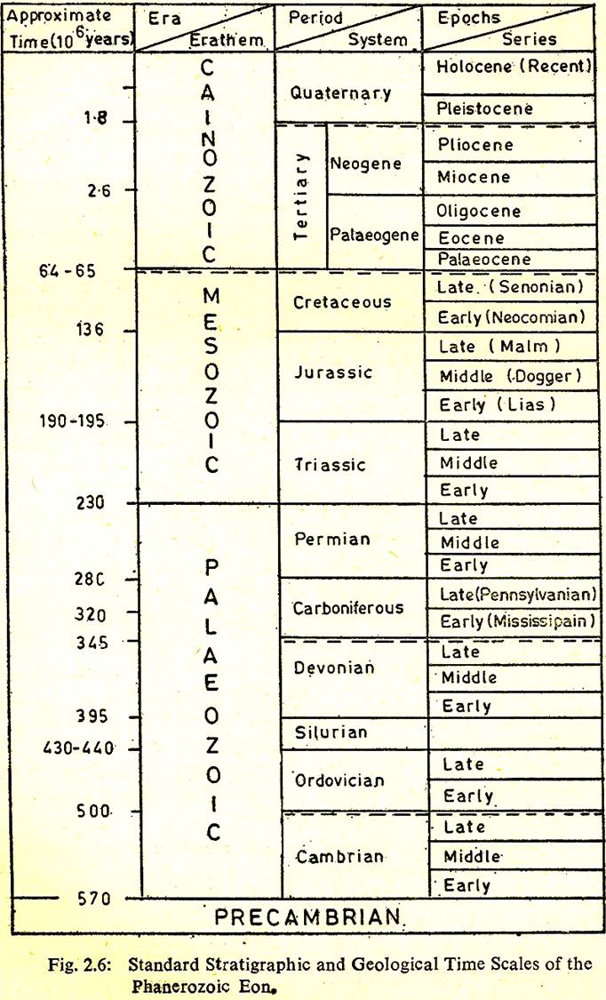 Approximate
Time(10⁶years)
Era
Erathem
Period
System
Epochs
Series
CAINOZOIC
Quaternary
Holocene (Recent)
Pleistocene
1·8
Tertiary
Neogene
Pliocene
Miocene
2·6
Palaeogene
Oligocene
Eocene
Palaeocene
64-65
MESOZOIC
Cretaceous
Late. (Senonian)
Early (Neocomian)
136
Jurassic
Late (Malm)
Middle (.Dogger)
Early (Lias)
190-195
Triassic
Late
Middle
Early
230
PALAEOZOIC
Permian
Late
Middle
Early
280
Carboniferous
Late(Pennsylvanian)
Early(Mississipain)
320
345
Devonian
Late
Middle
Early
395
Silurian
430-440
Ordovician
Late
Early
500
Cambrian
Late
Middle
Early
570
PRECAMBRIAN
Fig. 2.6: Standard Stratigraphic and Geological Time Scales of the
Phanerozoic Eon.